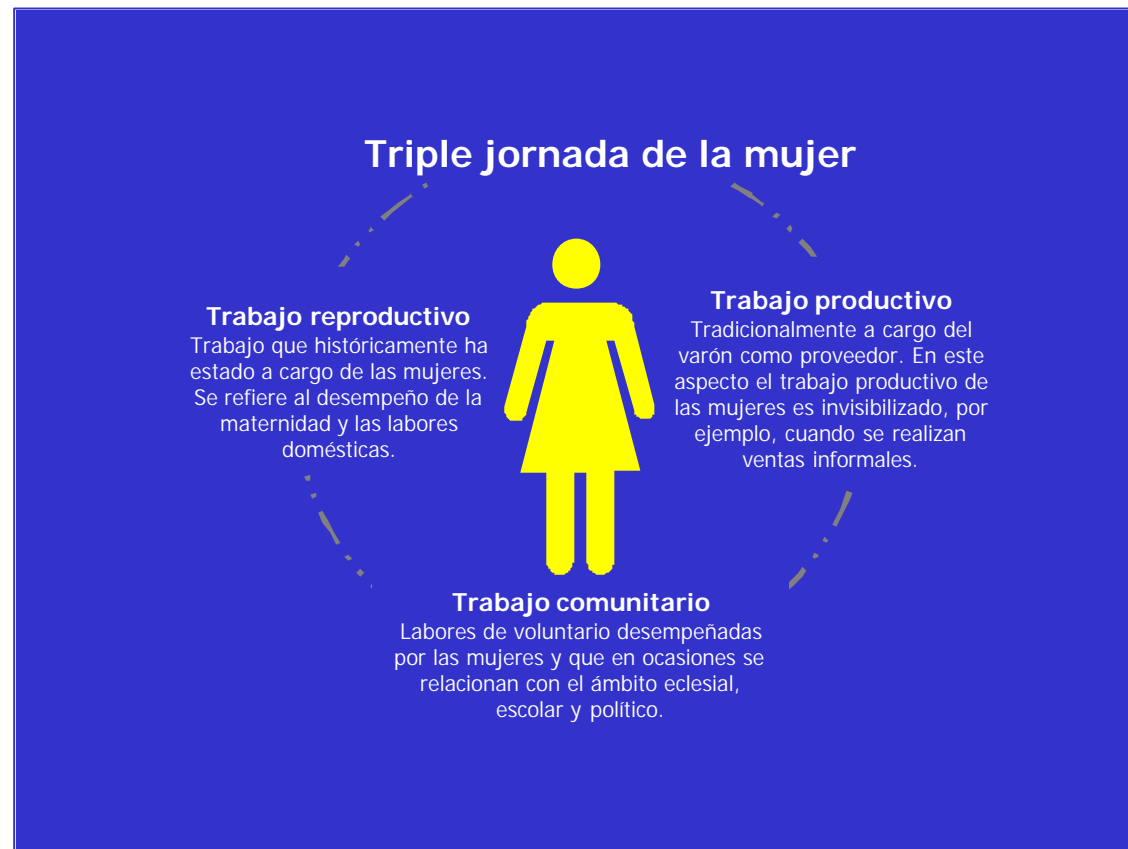 Triple jornada de la mujer
Trabajo reproductivo
Trabajo que históricamente ha
estado a cargo de las mujeres.
Se refiere al desempeño de la
maternidad y las labores
domésticas.
Trabajo productivo
Tradicionalmente a cargo del
varón como proveedor. En este
aspecto el trabajo productivo de
las mujeres es invisibilizado, por
ejemplo, cuando se realizan
ventas informales.
Trabajo comunitario
Labores de voluntario desempeñadas
por las mujeres y que en ocasiones se
relacionan con el ámbito eclesial,
escolar y político.